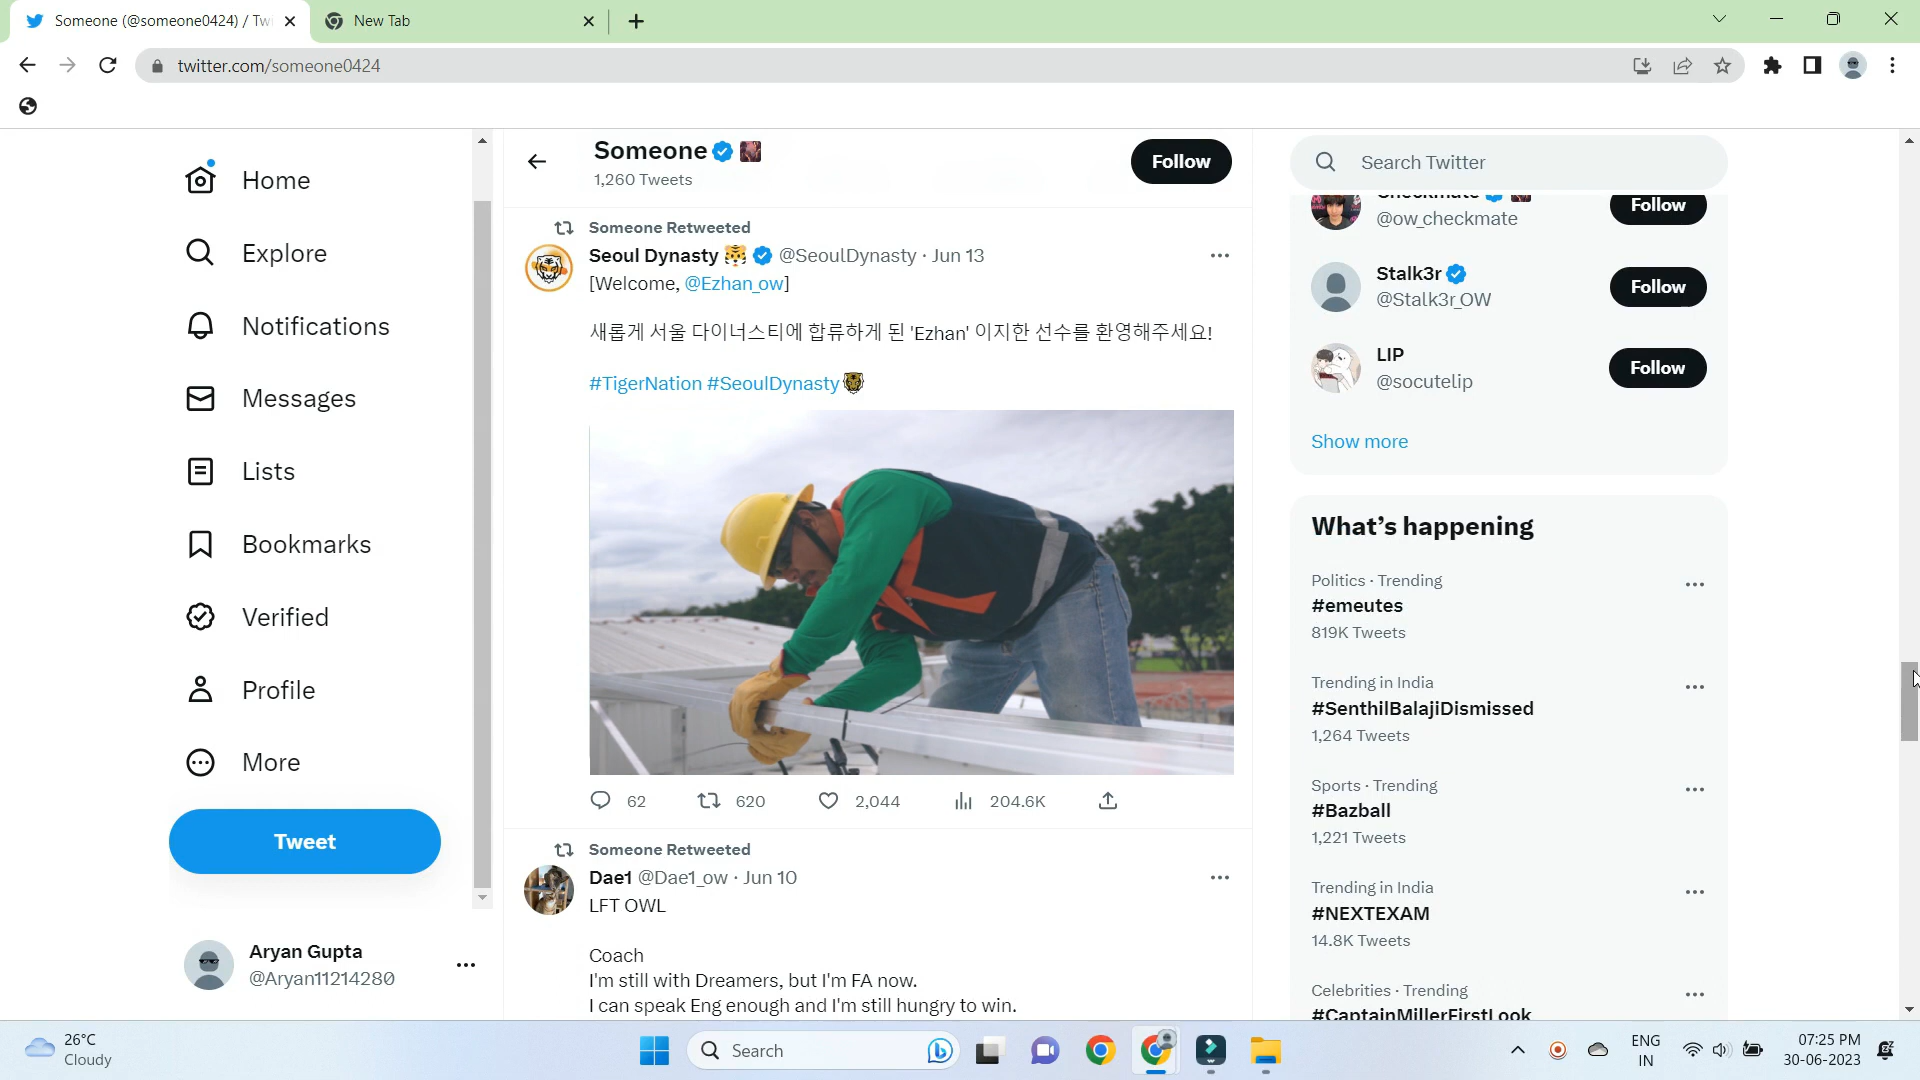 Someone (@someone0424) / Tw
New Tab
twitter.com/someone0424
Home
Explore
Notifications
Messages
Lists
Bookmarks
Verified
Profile
More
Tweet
Aryan Gupta
@Aryan11214280
Someone
1,260 Tweets
Follow
Someone Retweeted
Seoul Dynasty @SeoulDynasty · Jun 13
[Welcome, @Ezhan_ow]
새롭게 서울 다이너스티에 합류하게 된 'Ezhan' 이지한 선수를 환영해주세요!
#TigerNation #SeoulDynasty
62 620 2,044 204.6K
Someone Retweeted
Dae1 @Dae1_ow · Jun 10
LFT OWL
Coach
I'm still with Dreamers, but I'm FA now.
I can speak Eng enough and I'm still hungry to win.
Search Twitter
Checkmate
@ow_checkmate
Follow
Stalk3r
@Stalk3r_OW
Follow
LIP
@socutelip
Follow
Show more
What's happening
Politics · Trending
#emeutes
819K Tweets
Trending in India
#SenthilBalajiDismissed
1,264 Tweets
Sports · Trending
#Bazball
1,221 Tweets
Trending in India
#NEXTEXAM
14.8K Tweets
Celebrities · Trending
#CaptainMillerFirstLook
26°C
Cloudy
Search
ENG
IN
07:25 PM
30-06-2023